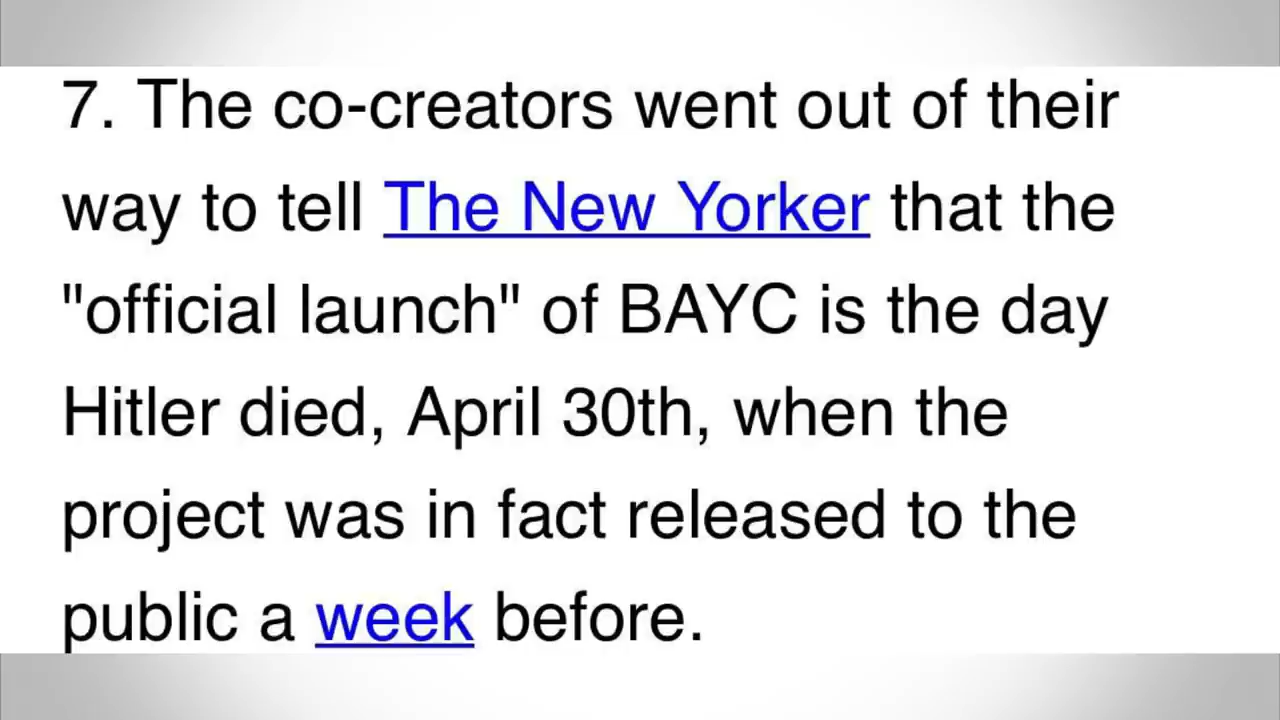 7. The co-creators went out of their
way to tell The New Yorker that the
"official launch" of BAYC is the day
Hitler died, April 30th, when the
project was in fact released to the
public a week before.